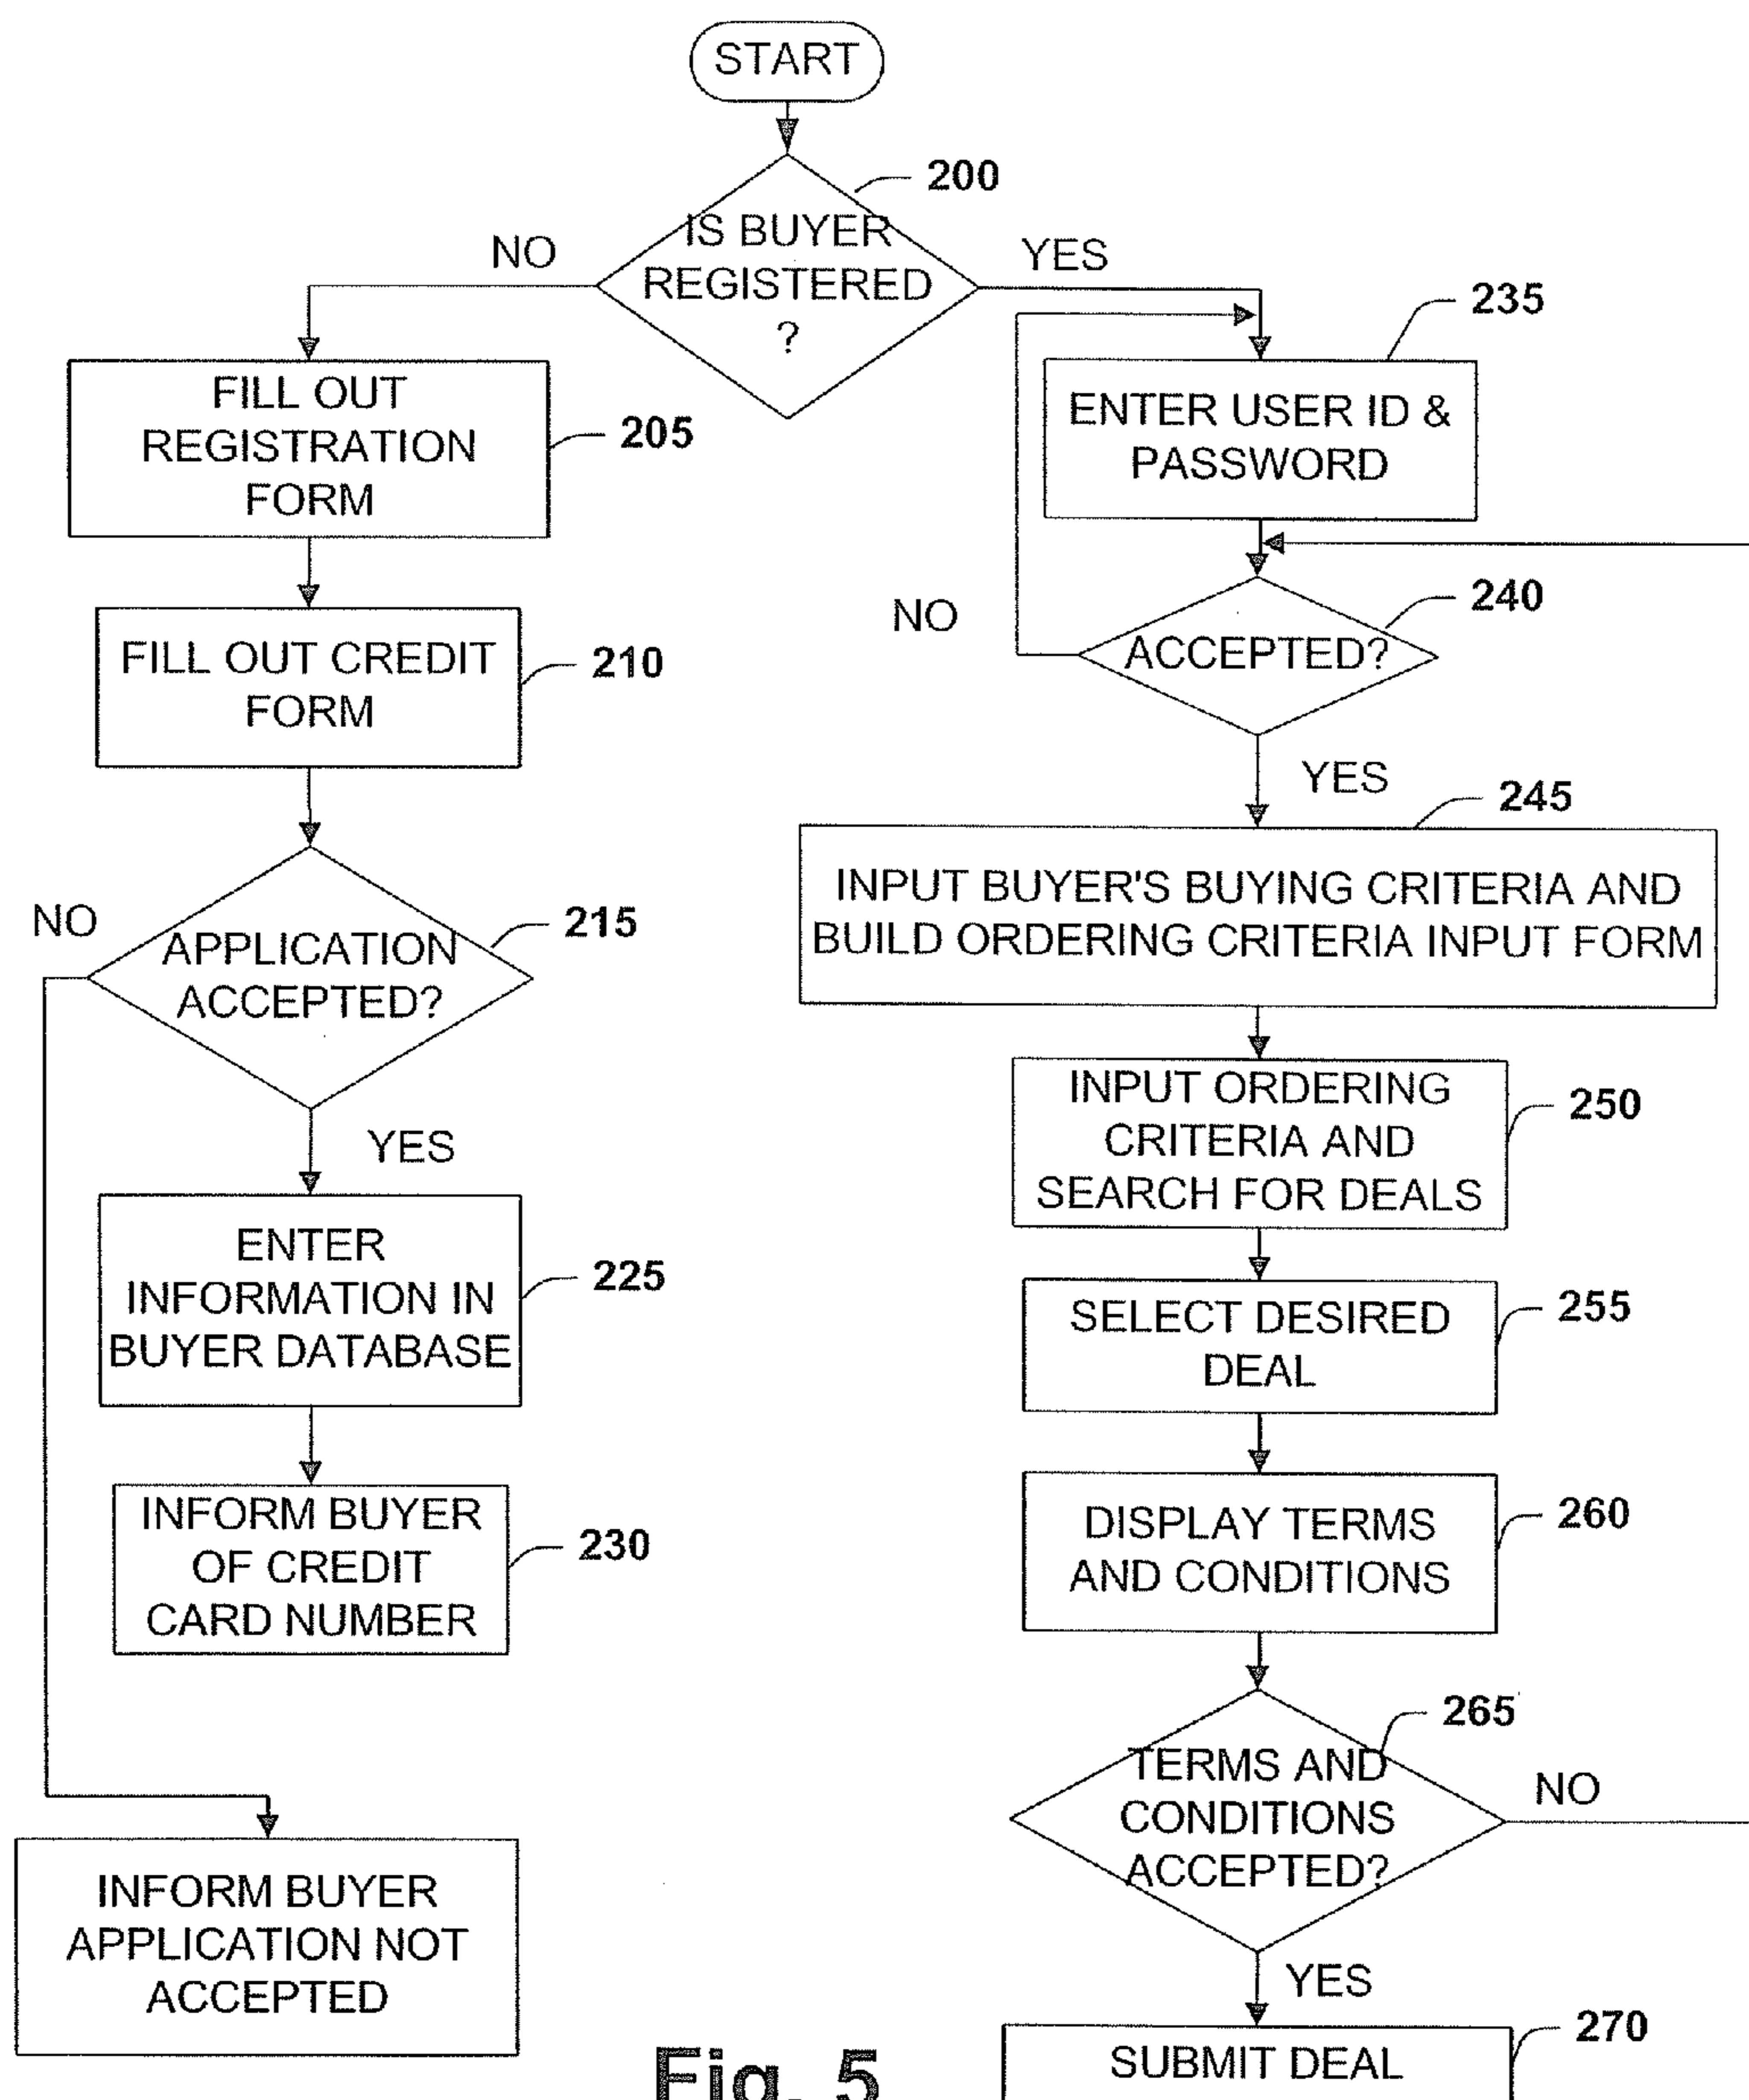 START
200
IS BUYER
REGISTERED
?
NO
YES
FILL OUT
REGISTRATION
FORM
205
FILL OUT CREDIT
FORM
210
APPLICATION
ACCEPTED?
215
NO
YES
ENTER
INFORMATION IN
BUYER DATABASE
225
INFORM BUYER
OF CREDIT
CARD NUMBER
230
INFORM BUYER
APPLICATION NOT
ACCEPTED
235
ENTER USER ID &
PASSWORD
240
ACCEPTED?
NO
YES
245
INPUT BUYER'S BUYING CRITERIA AND
BUILD ORDERING CRITERIA INPUT FORM
INPUT ORDERING
CRITERIA AND
SEARCH FOR DEALS
250
SELECT DESIRED
DEAL
255
DISPLAY TERMS
AND CONDITIONS
260
265
TERMS AND
CONDITIONS
ACCEPTED?
NO
YES
270
SUBMIT DEAL
Fig. 5